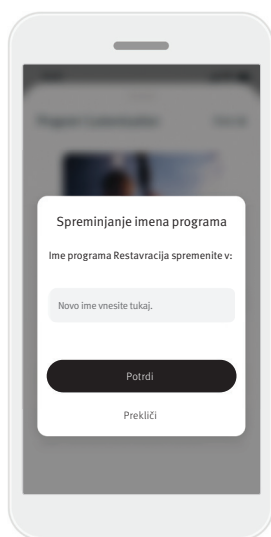 Spreminjanje imena programa
Ime programa Restavracija spremenite v:
Novo ime vnesite tukaj.
Potrdi
Prekliči